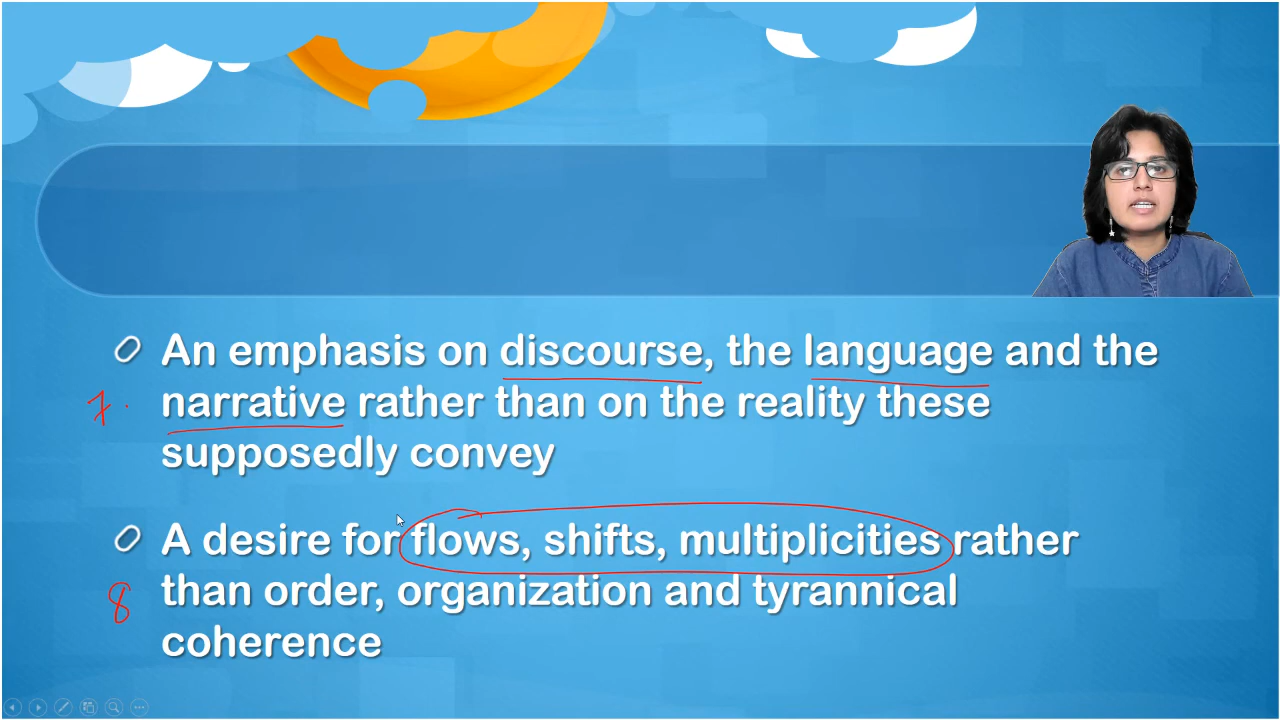 An emphasis on discourse, the language and the
7. narrative rather than on the reality these
supposedly convey
A desire for flows, shifts, multiplicities rather
8 than order, organization and tyrannical
coherence